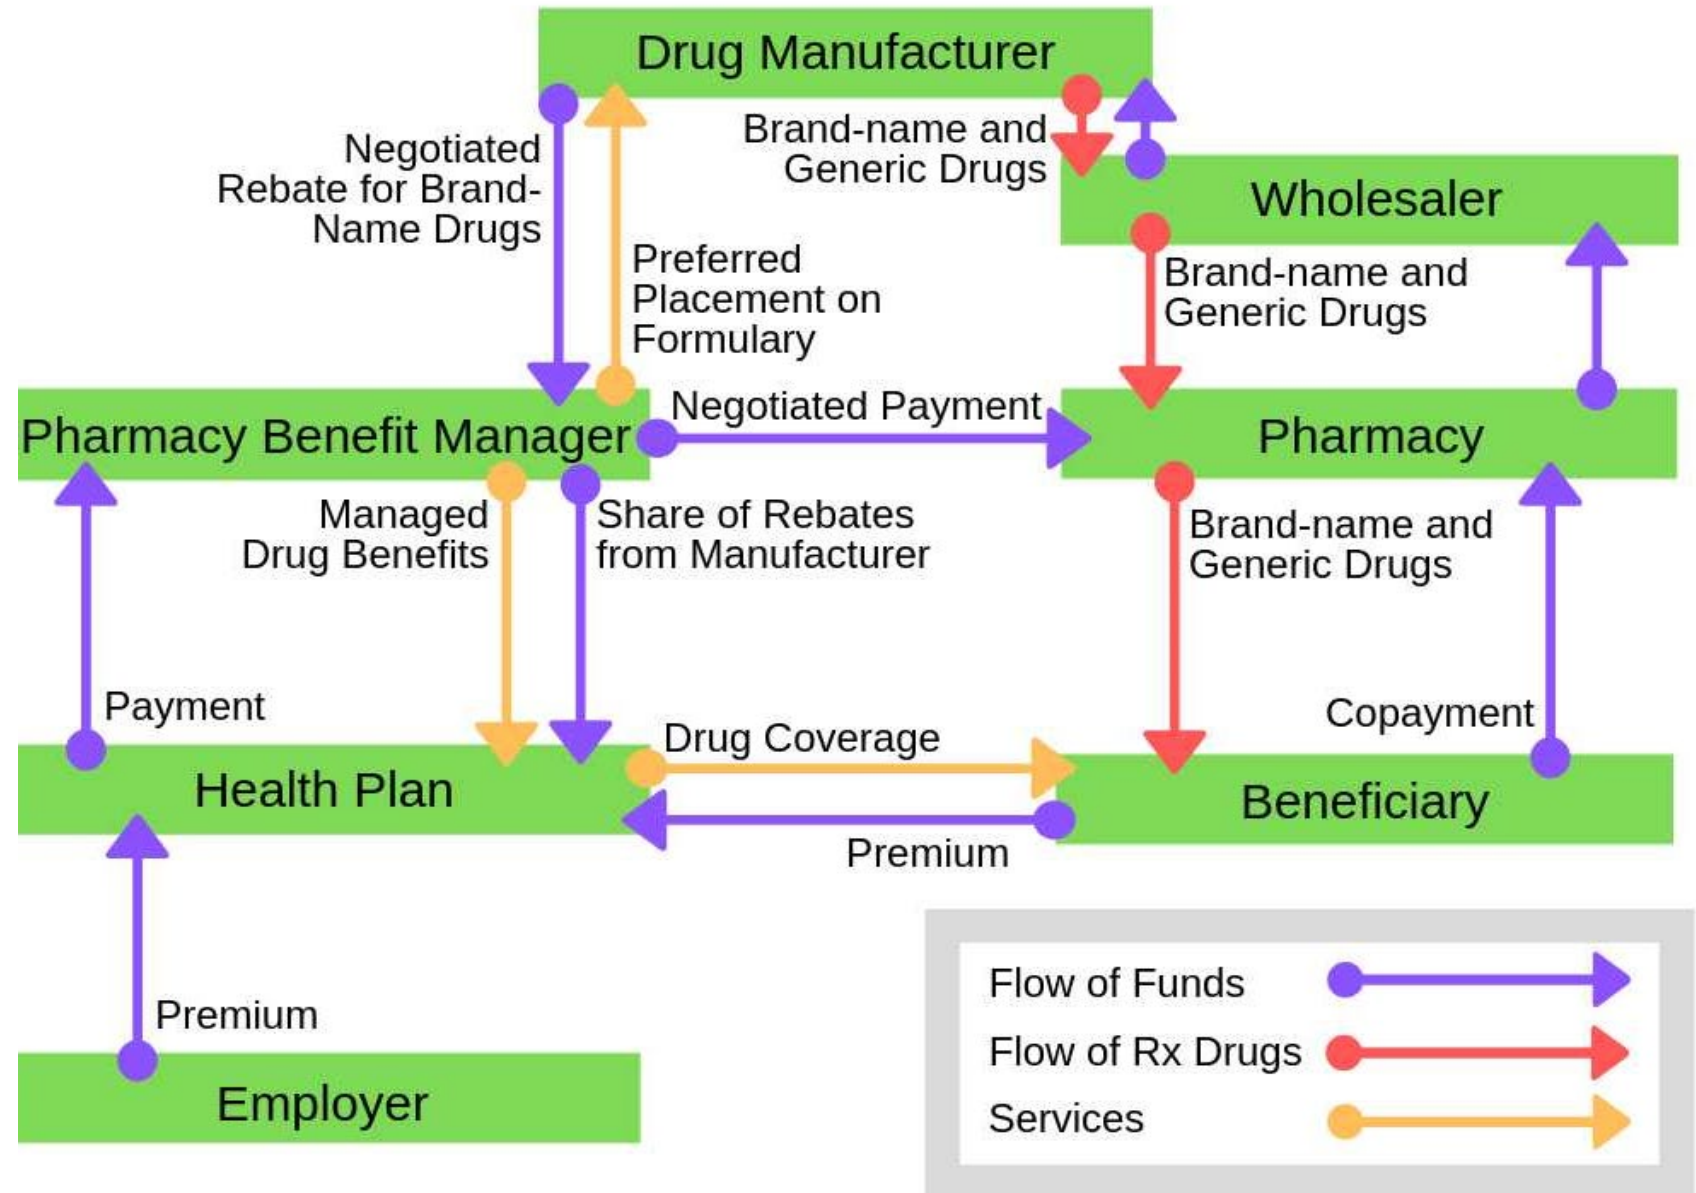 Drug Manufacturer
Negotiated
Rebate for Brand-
Name Drugs
Brand-name and
Generic Drugs
Wholesaler
Preferred
Placement on
Formulary
Brand-name and
Generic Drugs
Pharmacy Benefit Manager
Negotiated Payment
Pharmacy
Managed
Drug Benefits
Share of Rebates
from Manufacturer
Brand-name and
Generic Drugs
Payment
Copayment
Drug Coverage
Health Plan
Beneficiary
Premium
Premium
Employer
Flow of Funds
Flow of Rx Drugs
Services